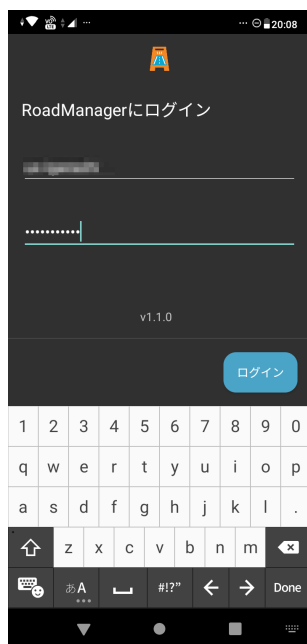 20:08
RoadManagerにログイン
•••••••••••
v1.1.0
ログイン
1 2 3 4 5 6 7 8 9 0
q w e r t y u i o p
a s d f g h j k l .
z x c v b n m
あA #!?” Done